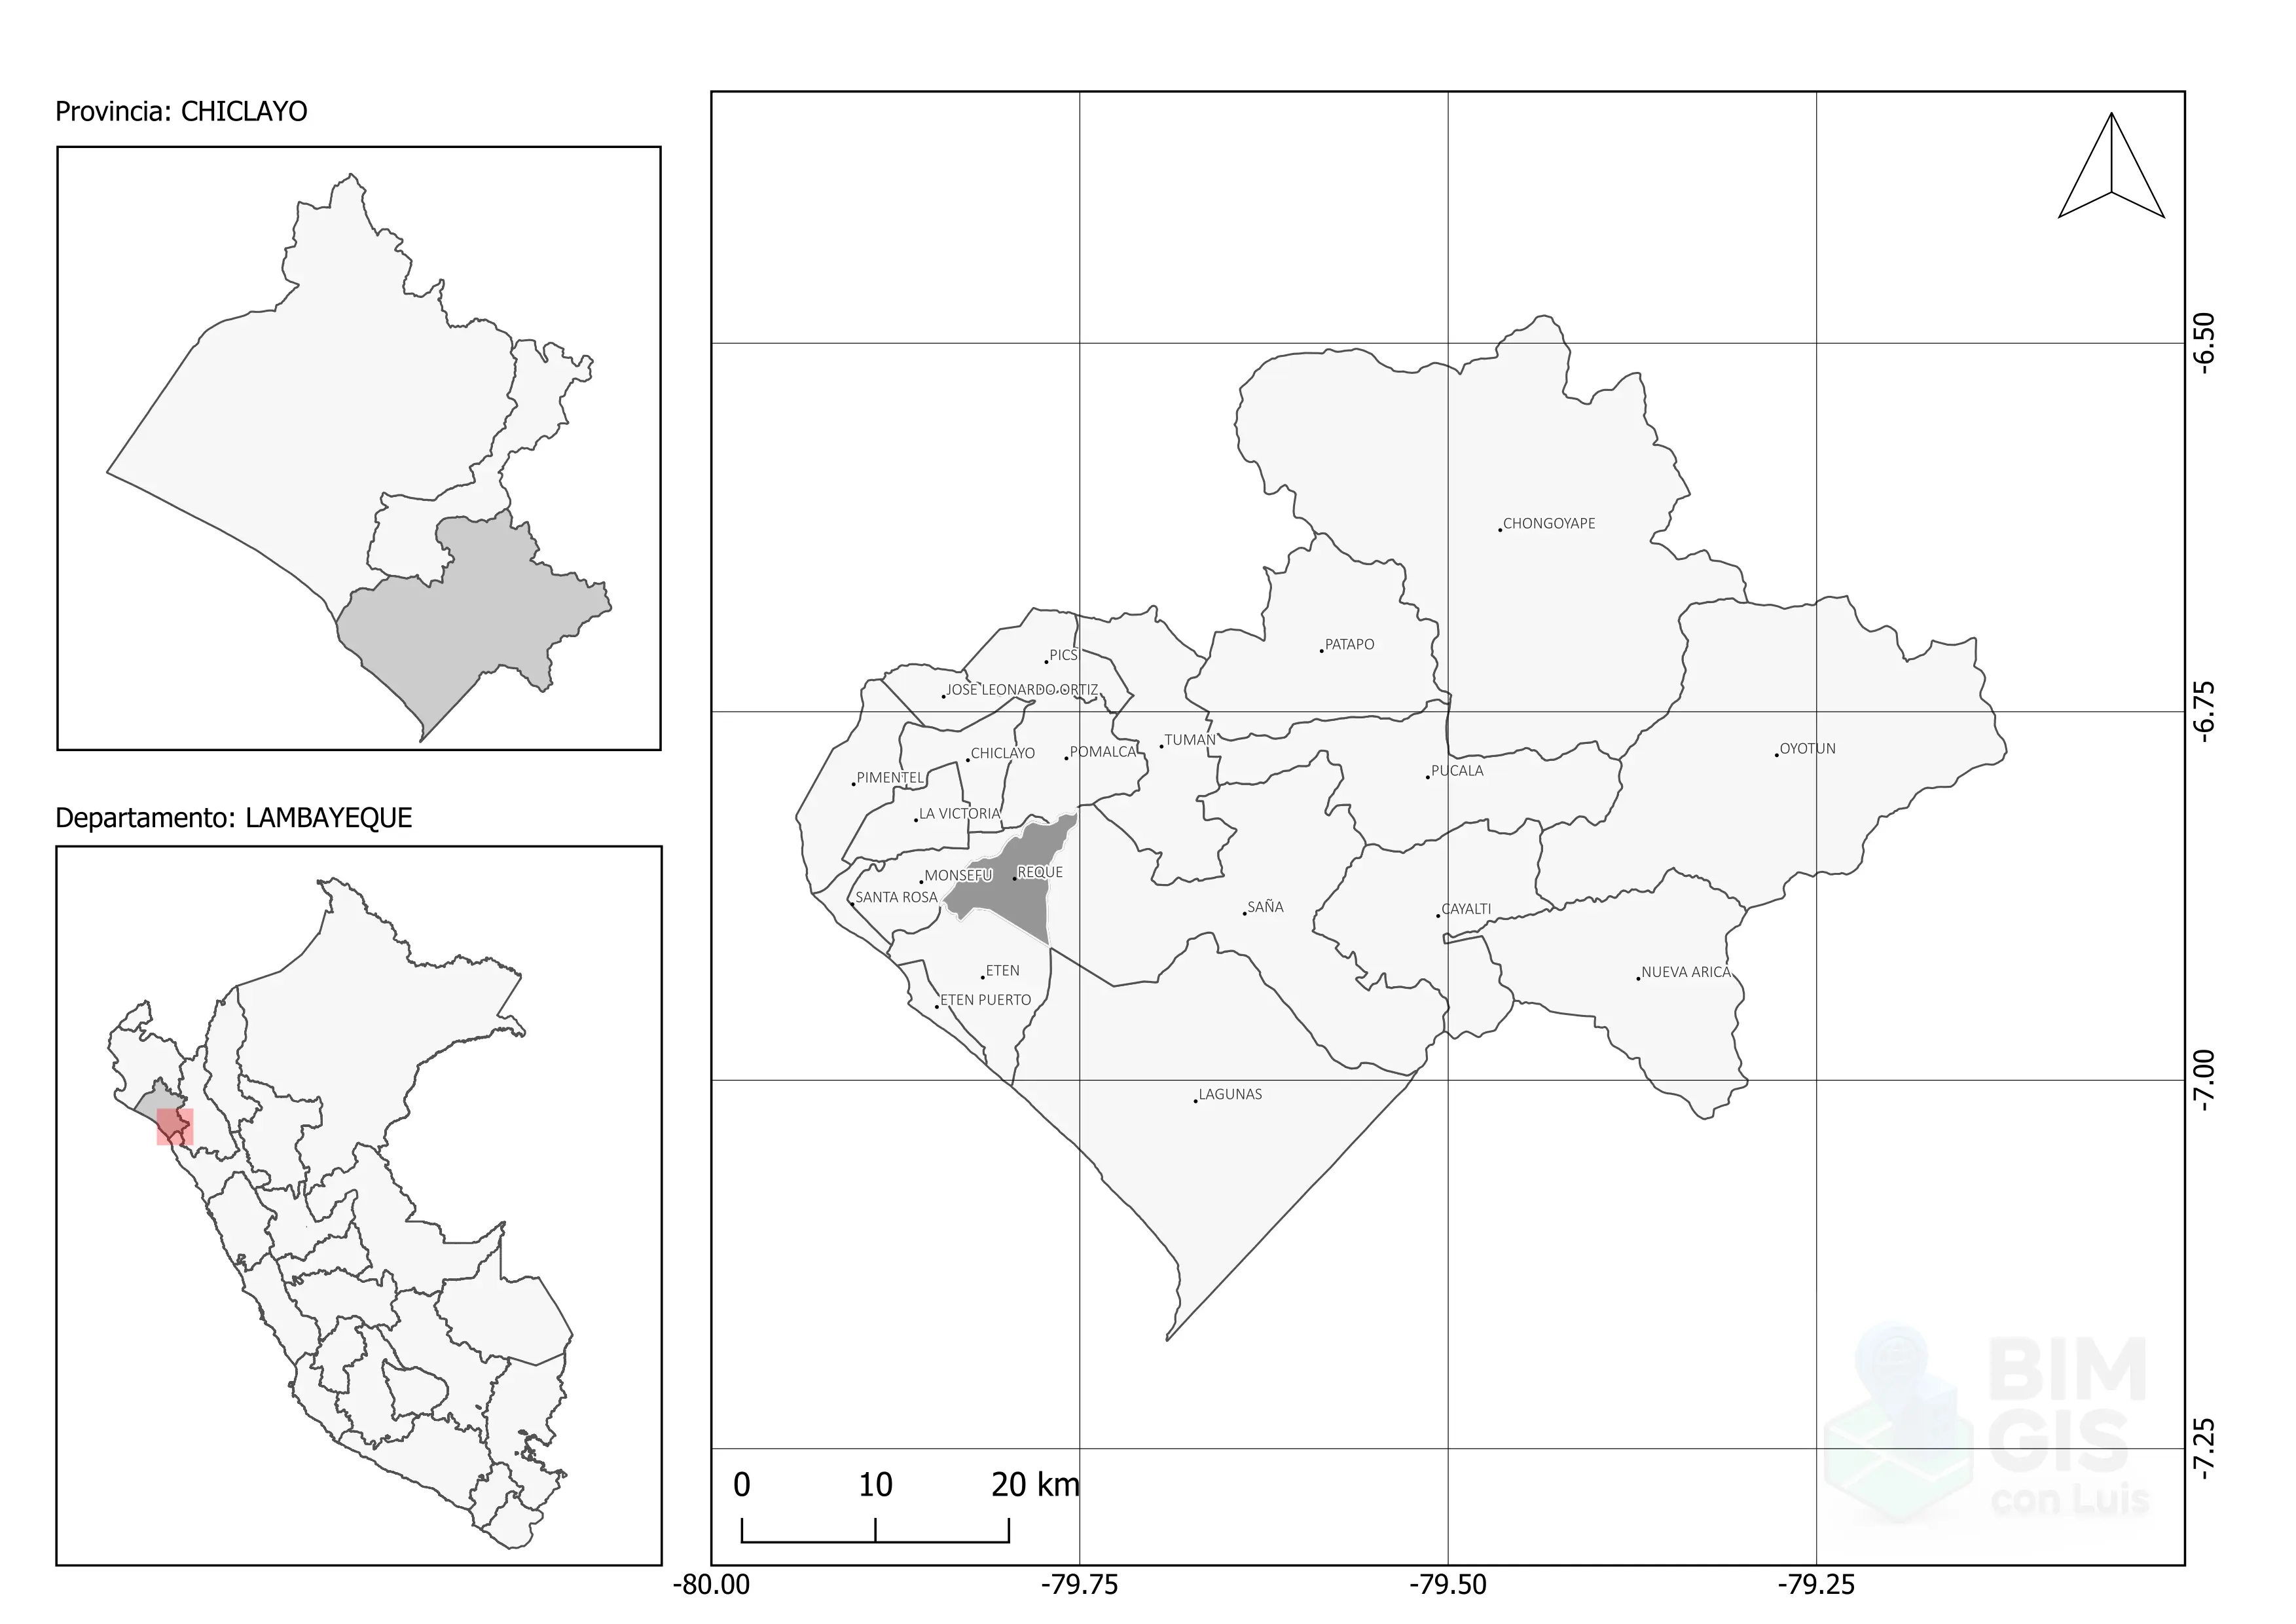 Provincia: CHICLAYO
Departamento: LAMBAYEQUE
CHONGOYAPE
PATAPO
PICSI
JOSE LEONARDO ORTIZ
TUMAN
OYOTUN
CHICLAYO
POMALCA
PUCALA
PIMENTEL
LA VICTORIA
REQUE
MONSEFU
SANTA ROSA
SAÑA
CAYALTI
ETEN
NUEVA ARICA
ETEN PUERTO
LAGUNAS
-6.50
-6.75
-7.00
-7.25
0 10 20 km
-80.00 -79.75 -79.50 -79.25
BIM
GIS
con Luis